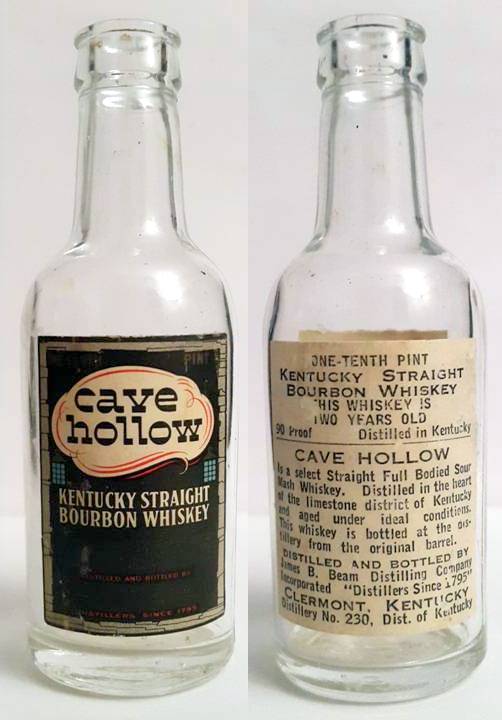 PINT
cave
hollow
KENTUCKY STRAIGHT
BOURBON WHISKEY
DISTILLED AND BOTTLED BY
DISTILLERS SINCE 1795
ONE-TENTH PINT
KENTUCKY STRAIGHT
BOURBON WHISKEY
THIS WHISKEY IS
TWO YEARS OLD
90 Proof Distilled in Kentucky
CAVE HOLLOW
Is a select Straight Full Bodied Sour
Mash Whiskey. Distilled in the heart
of the limestone district of Kentucky
and aged under ideal conditions.
This whiskey is bottled at the dis-
tillery from the original barrel.
DISTILLED AND BOTTLED BY
James B. Beam Distilling Company
Incorporated "Distillers Since 1795"
CLERMONT, KENTUCKY
Distillery No. 230, Dist. of Kentucky